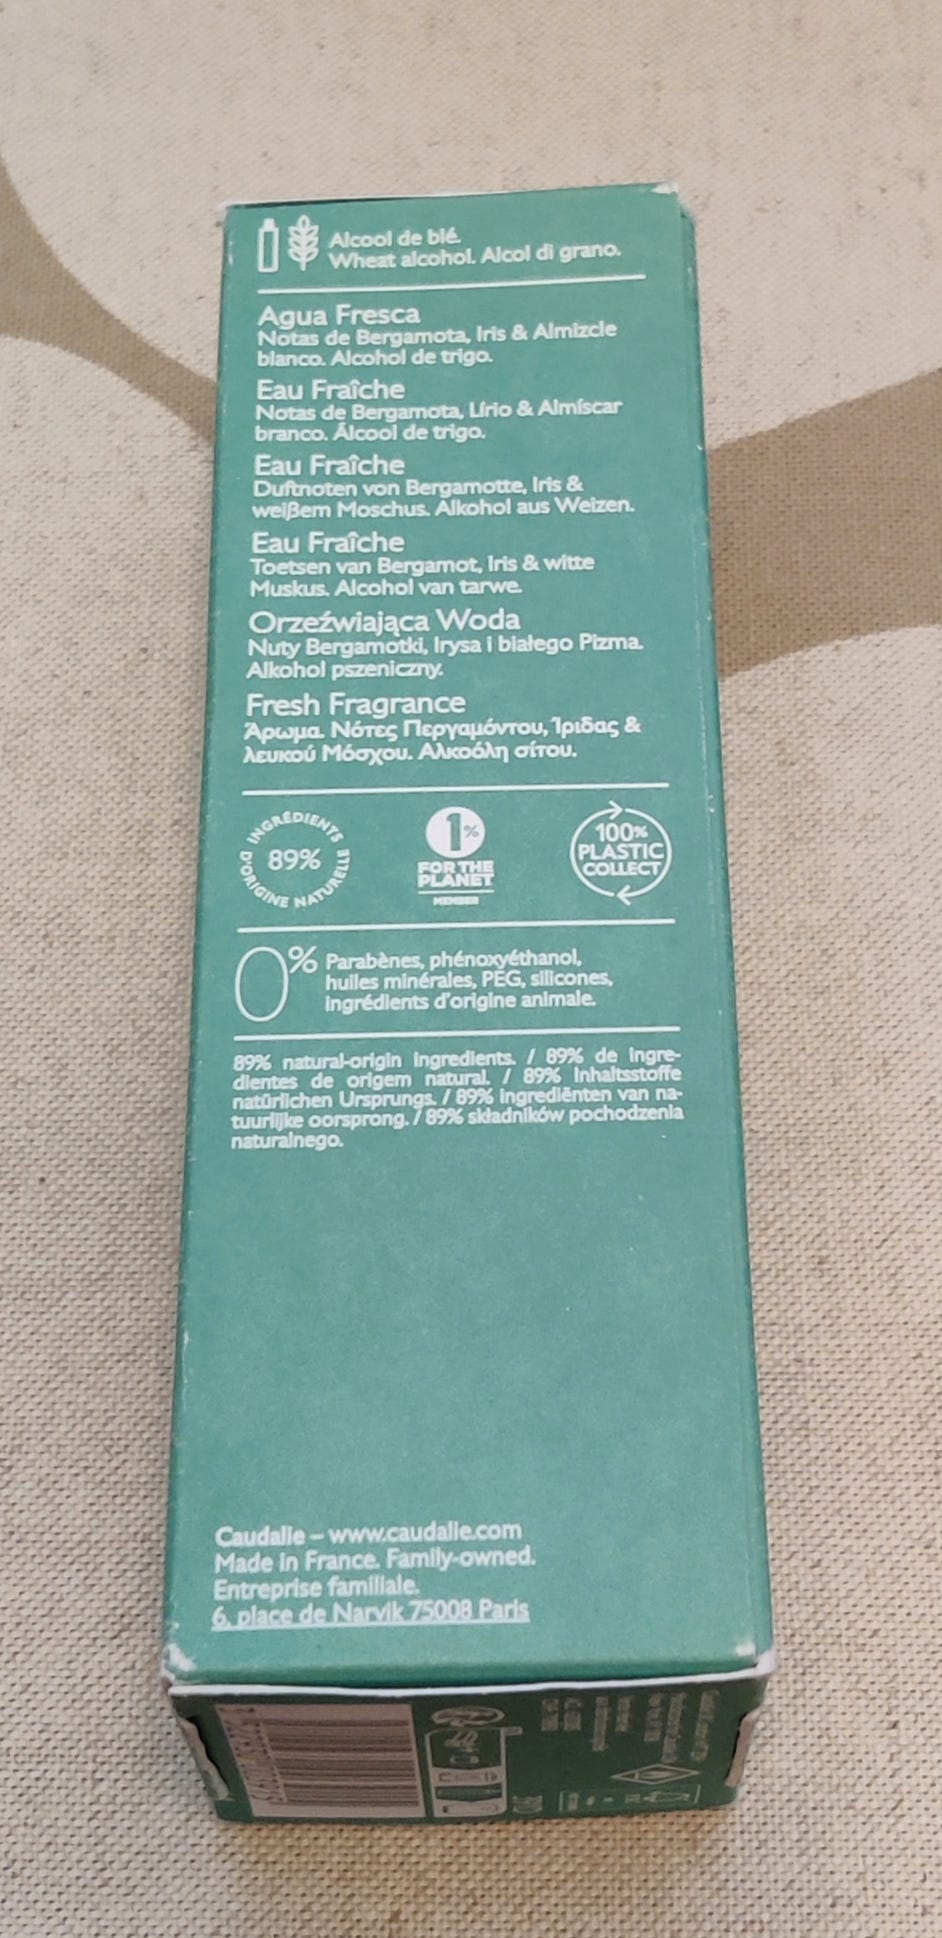 Alcool de blé.
Wheat alcohol. Alcol di grano.
Agua Fresca
Notas de Bergamota, Iris & Almizcle
blanco. Alcohol de trigo.
Eau Fraîche
Notas de Bergamota, Lírio & Almíscar
branco. Álcool de trigo.
Eau Fraîche
Duftnoten von Bergamotte, Iris &
weißem Moschus. Alkohol aus Weizen.
Eau Fraîche
Toetsen van Bergamot, Iris & witte
Muskus. Alcohol van tarwe.
Orzeźwiająca Woda
Nuty Bergamotki, Irysa i białego Pizma.
Alkohol pszeniczny.
Fresh Fragrance
Άρωμα. Νότες Περγαμόντου, Ίριδας &
λευκού Μόσχου. Αλκοόλη σίτου.
89%
INGRÉDIENTS D'ORIGINE NATURELLE
1%
FOR THE
PLANET
MEMBER
100%
PLASTIC
COLLECT
0% Parabènes, phénoxyéthanol,
huiles minérales, PEG, silicones,
ingrédients d'origine animale.
89% natural-origin ingredients. / 89% de ingre-
dientes de origem natural. / 89% Inhaltsstoffe
natürlichen Ursprungs. / 89% ingrediënten van na-
tuurlijke oorsprong. / 89% składników pochodzenia
naturalnego.
Caudalie – www.caudalie.com
Made in France. Family-owned.
Entreprise familiale.
6, place de Narvik 75008 Paris